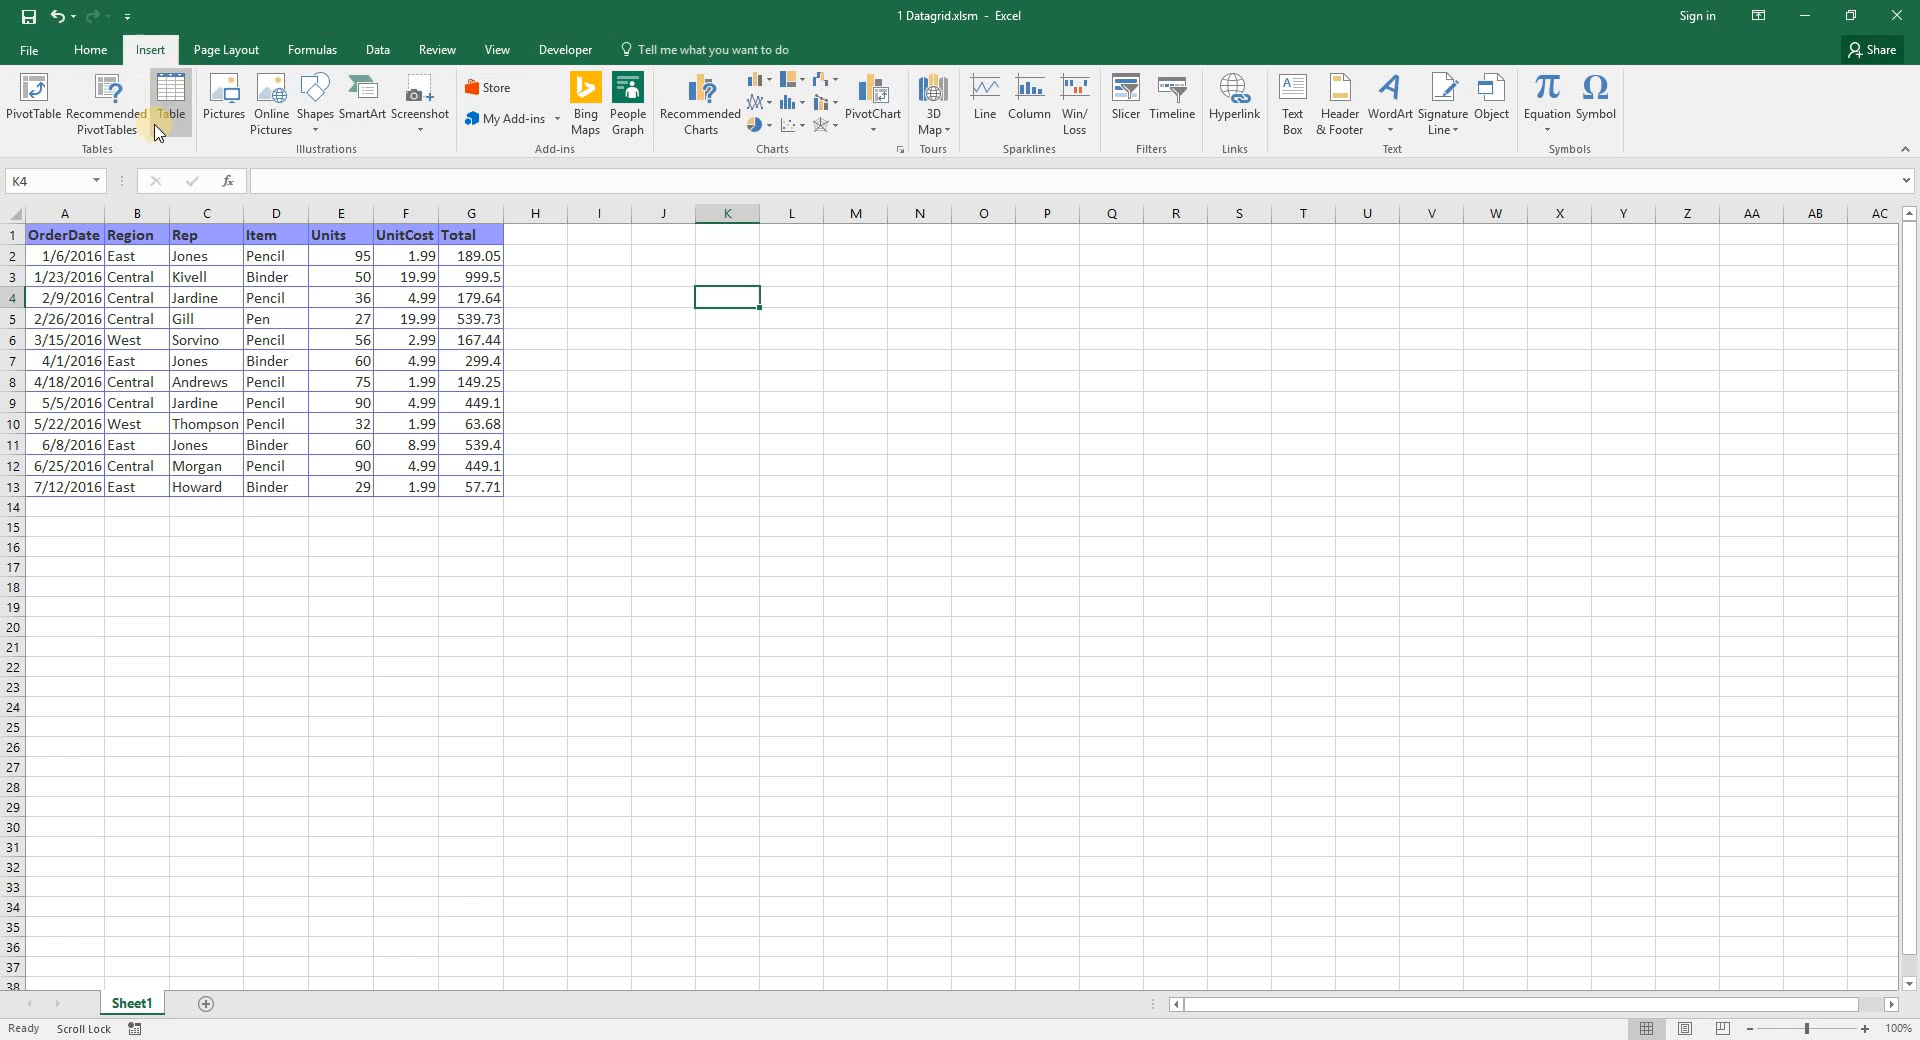 1 Datagrid.xlsm - Excel
Sign in
File Home Insert Page Layout Formulas Data Review View Developer Tell me what you want to do Share
PivotTable
Recommended
PivotTables
Table
Tables
Pictures
Online
Pictures
Shapes
SmartArt
Screenshot
Illustrations
Store
My Add-ins
Bing
Maps
People
Graph
Add-ins
Recommended
Charts
PivotChart
Charts
3D
Map
Tours
Line
Column
Win/
Loss
Sparklines
Slicer
Timeline
Filters
Hyperlink
Links
Text
Box
Header
& Footer
WordArt
Signature
Line
Object
Text
Equation
Symbol
Symbols
K4
fx
A B C D E F G H I J K L M N O P Q R S T U V W X Y Z AA AB AC
1 OrderDate Region Rep Item Units UnitCost Total
2 1/6/2016 East Jones Pencil 95 1.99 189.05
3 1/23/2016 Central Kivell Binder 50 19.99 999.5
4 2/9/2016 Central Jardine Pencil 36 4.99 179.64
5 2/26/2016 Central Gill Pen 27 19.99 539.73
6 3/15/2016 West Sorvino Pencil 56 2.99 167.44
7 4/1/2016 East Jones Binder 60 4.99 299.4
8 4/18/2016 Central Andrews Pencil 75 1.99 149.25
9 5/5/2016 Central Jardine Pencil 90 4.99 449.1
10 5/22/2016 West Thompson Pencil 32 1.99 63.68
11 6/8/2016 East Jones Binder 60 8.99 539.4
12 6/25/2016 Central Morgan Pencil 90 4.99 449.1
13 7/12/2016 East Howard Binder 29 1.99 57.71
14
15
16
17
18
19
20
21
22
23
24
25
26
27
28
29
30
31
32
33
34
35
36
37
38
Sheet1
Ready Scroll Lock 100%